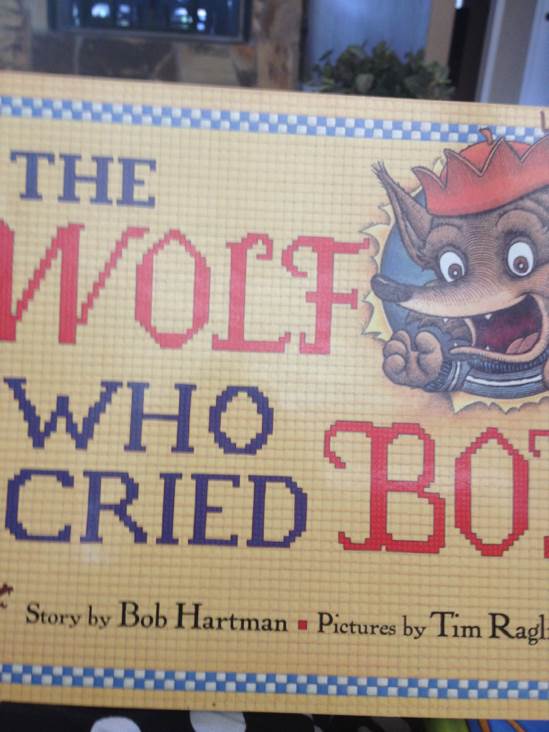 THE
WOLF
WHO
CRIED BO
Story by Bob Hartman ▪ Pictures by Tim Ragl